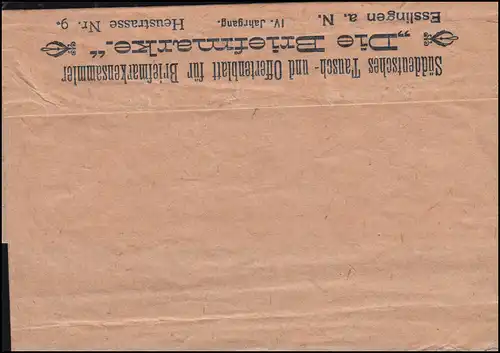 Süddeutsches Tausch- und Offertenblatt für Briefmarkensammler
"Die Briefmarke."
Esslingen a. N. IV. Jahrgang. Heustrasse Nr. 9.